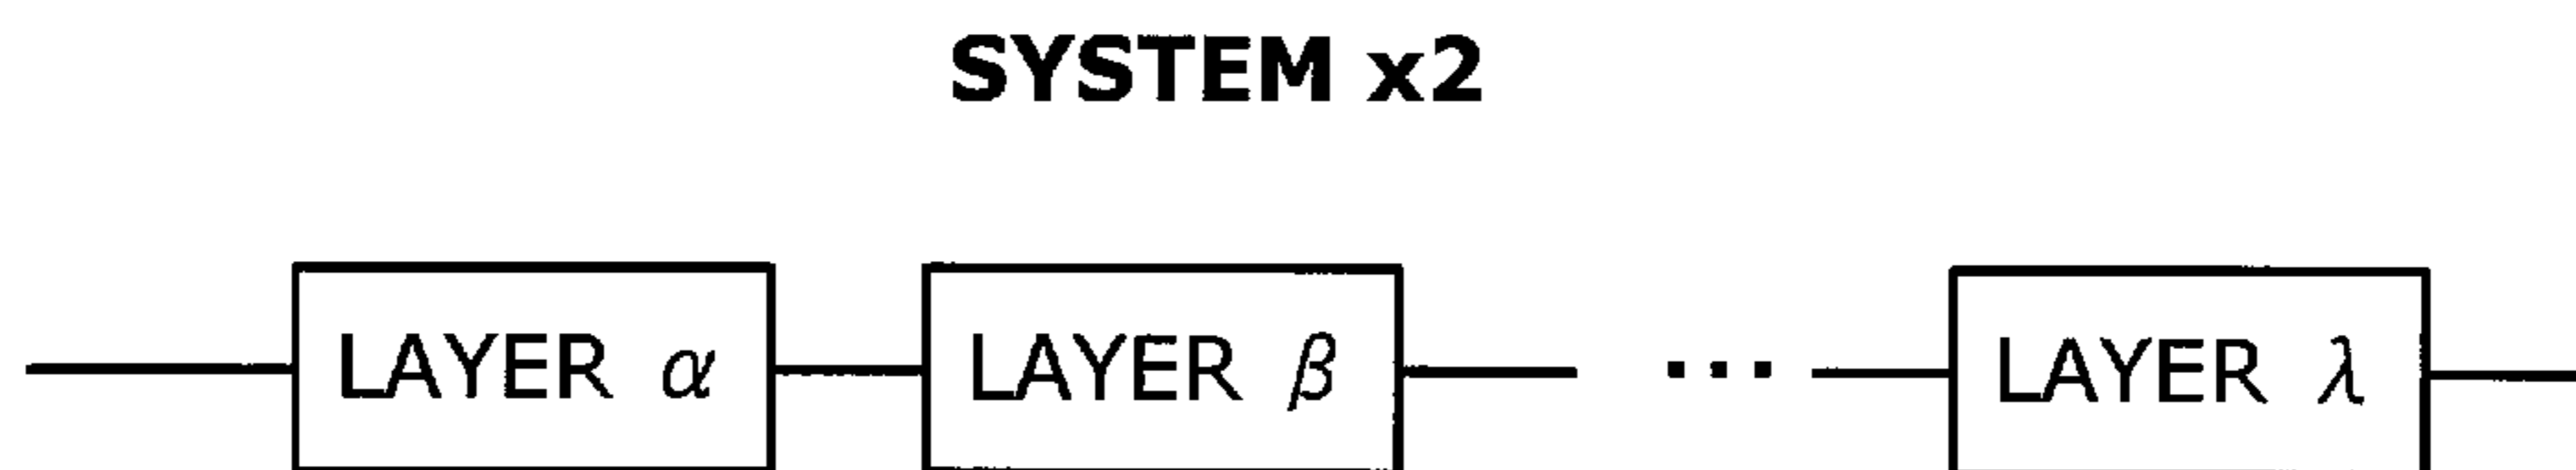 SYSTEM x2
LAYER α LAYER β ... LAYER λ